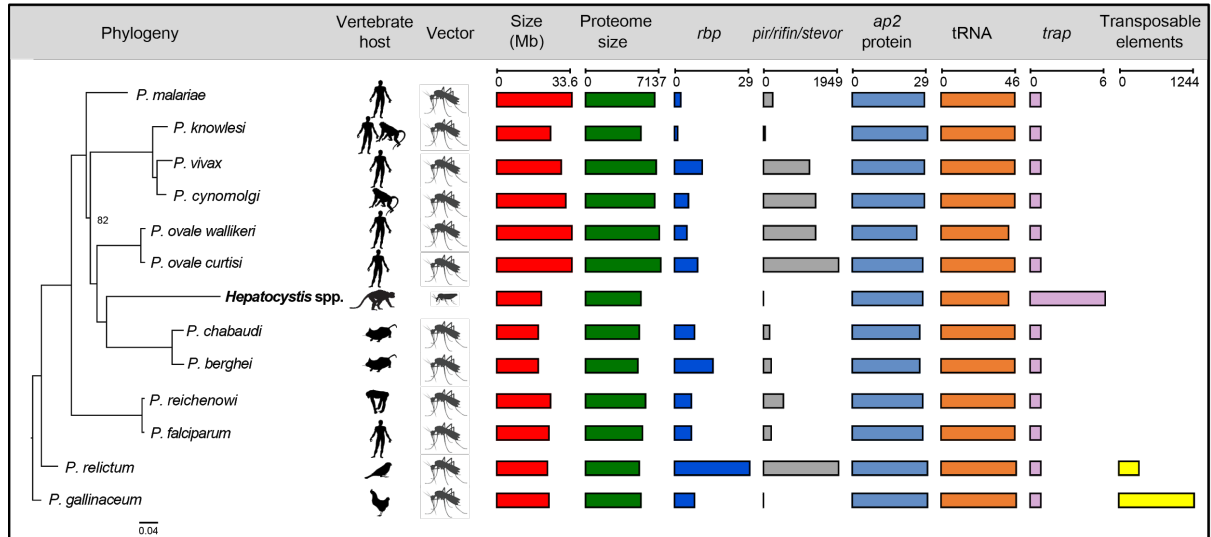 Phylogeny
Vertebrate host
Vector
Size (Mb)
Proteome size
rbp
pir/rifin/stevor
ap2 protein
tRNA
trap
Transposable elements
0 33.6 0 7137 0 29 0 1949 0 29 0 46 0 6 0 1244
P. malariae
P. knowlesi
P. vivax
P. cynomolgi
82
P. ovale wallikeri
P. ovale curtisi
Hepatocystis spp.
P. chabaudi
P. berghei
P. reichenowi
P. falciparum
P. relictum
P. gallinaceum
0.04